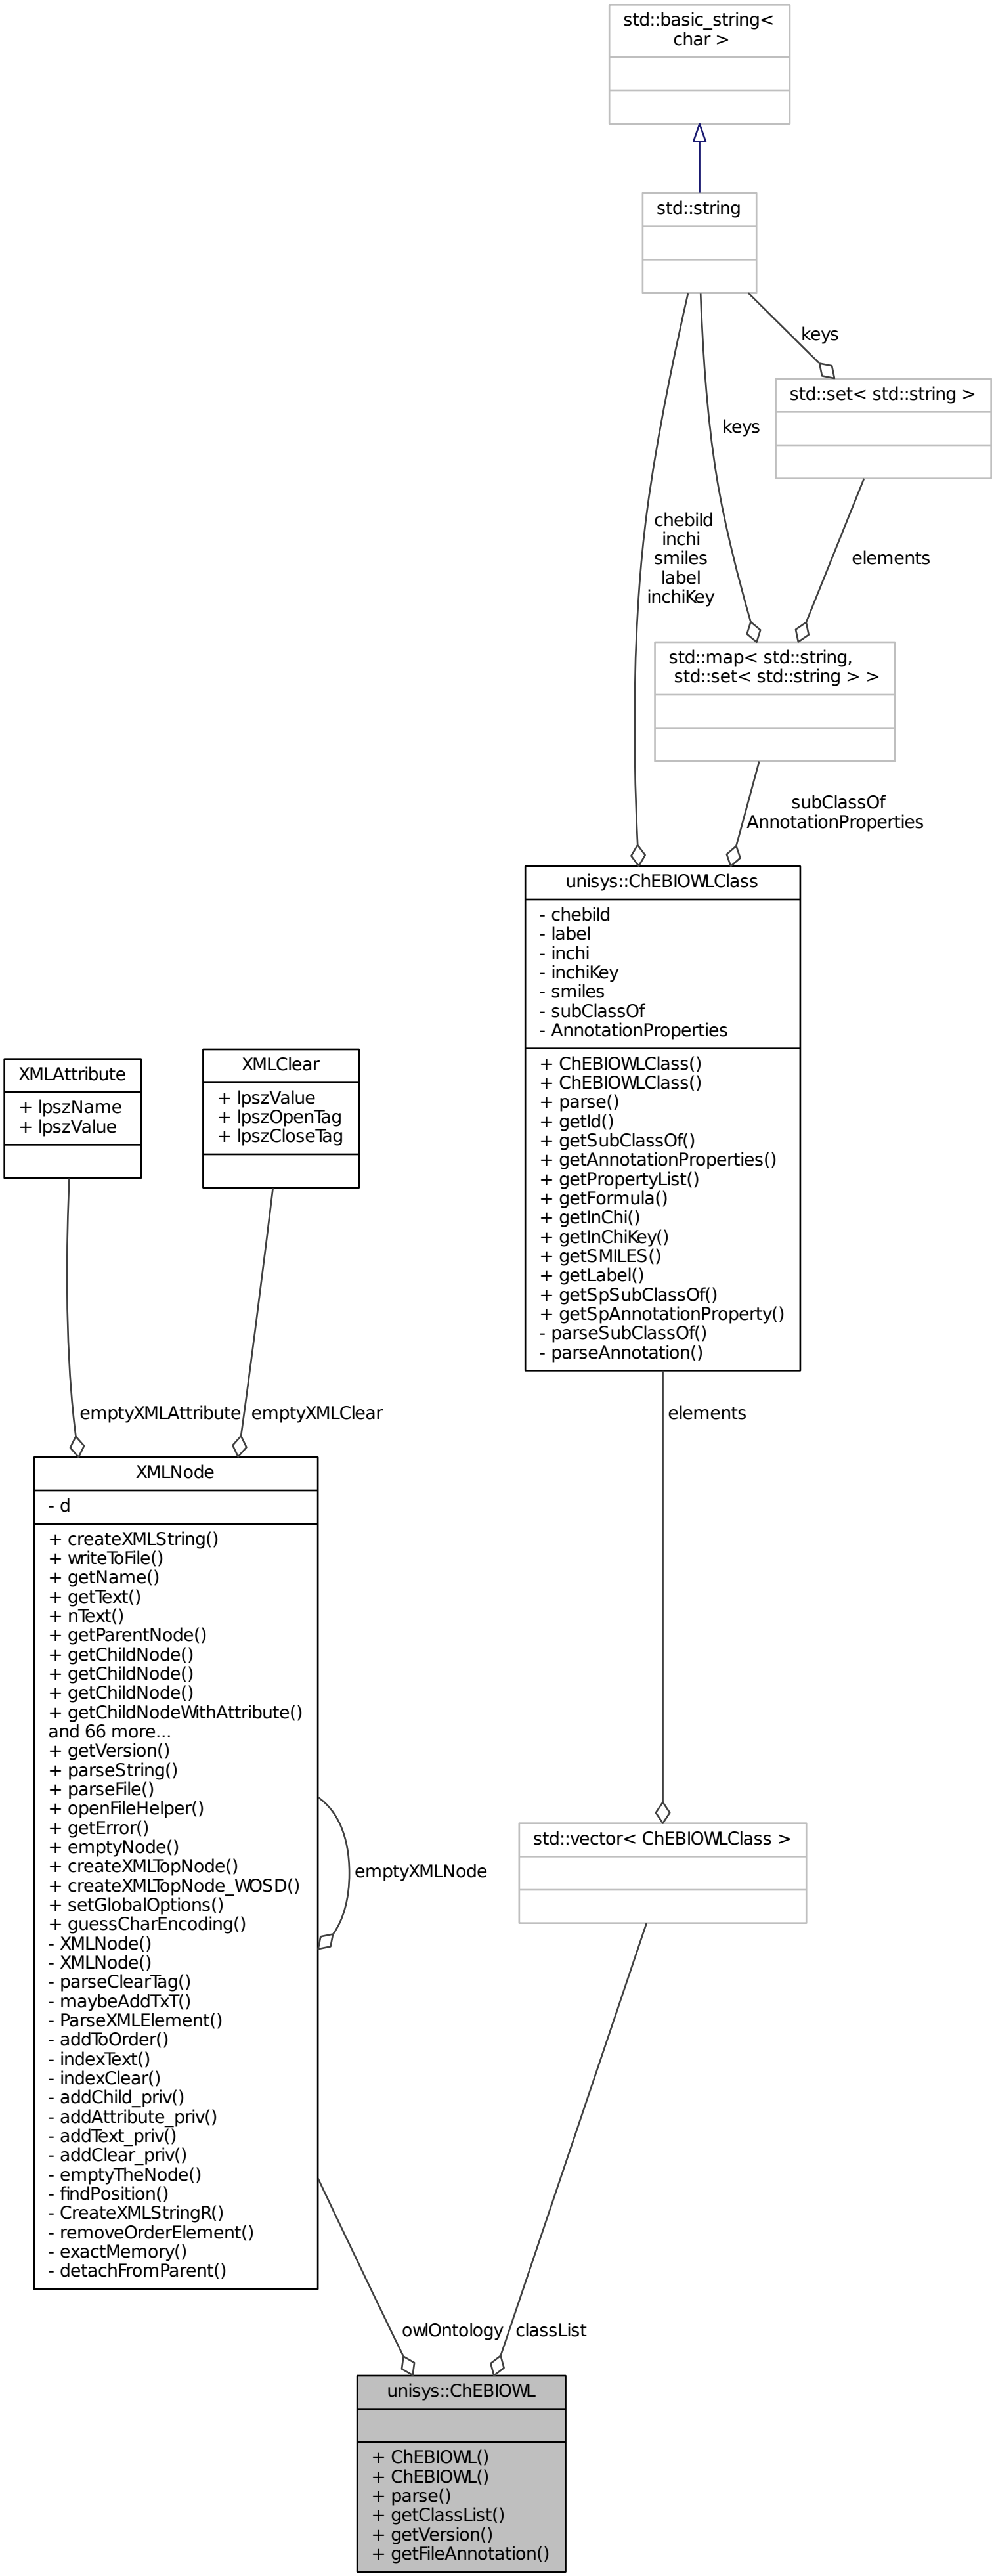 std::basic_string<
char >
std::string
keys
std::set< std::string >
keys
chebiId
inchi
smiles
label
inchiKey
elements
std::map< std::string,
std::set< std::string > >
subClassOf
AnnotationProperties
unisys::ChEBIOWLClass
- chebiId
- label
- inchi
- inchiKey
- smiles
- subClassOf
- AnnotationProperties
+ ChEBIOWLClass()
+ ChEBIOWLClass()
+ parse()
+ getId()
+ getSubClassOf()
+ getAnnotationProperties()
+ getPropertyList()
+ getFormula()
+ getInChi()
+ getInChiKey()
+ getSMILES()
+ getLabel()
+ getSpSubClassOf()
+ getSpAnnotationProperty()
- parseSubClassOf()
- parseAnnotation()
XMLAttribute
+ lpszName
+ lpszValue
XMLClear
+ lpszValue
+ lpszOpenTag
+ lpszCloseTag
emptyXMLAttribute
emptyXMLClear
elements
XMLNode
- d
+ createXMLString()
+ writeToFile()
+ getName()
+ getText()
+ nText()
+ getParentNode()
+ getChildNode()
+ getChildNode()
+ getChildNode()
+ getChildNodeWithAttribute()
and 66 more...
+ getVersion()
+ parseString()
+ parseFile()
+ openFileHelper()
+ getError()
+ emptyNode()
+ createXMLTopNode()
+ createXMLTopNode_WOSD()
+ setGlobalOptions()
+ guessCharEncoding()
- XMLNode()
- XMLNode()
- parseClearTag()
- maybeAddTxT()
- ParseXMLElement()
- addToOrder()
- indexText()
- indexClear()
- addChild_priv()
- addAttribute_priv()
- addText_priv()
- addClear_priv()
- emptyTheNode()
- findPosition()
- CreateXMLStringR()
- removeOrderElement()
- exactMemory()
- detachFromParent()
emptyXMLNode
std::vector< ChEBIOWLClass >
owlOntology
classList
unisys::ChEBIOWL
+ ChEBIOWL()
+ ChEBIOWL()
+ parse()
+ getClassList()
+ getVersion()
+ getFileAnnotation()